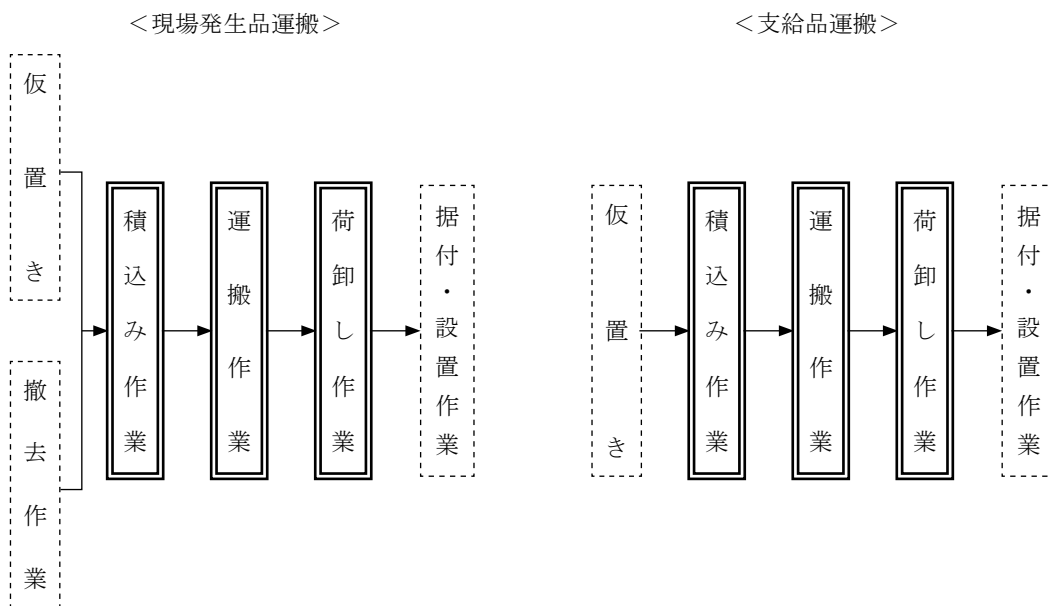 ＜現場発生品運搬＞
仮置き
撤去作業
積込み作業
運搬作業
荷卸し作業
据付・設置作業
＜支給品運搬＞
仮置き
積込み作業
運搬作業
荷卸し作業
据付・設置作業